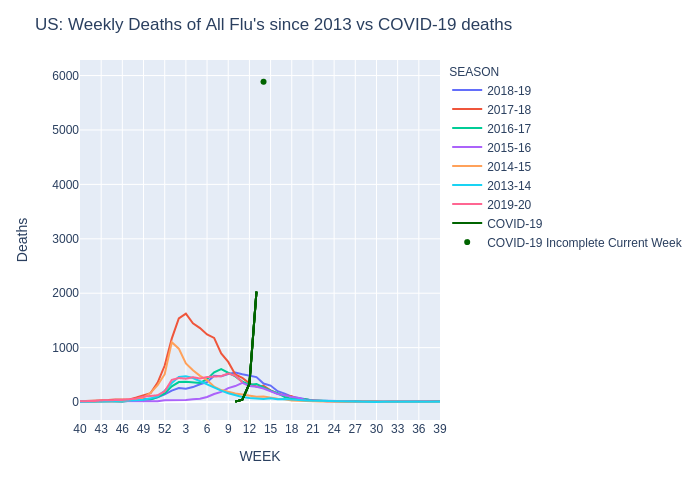 US: Weekly Deaths of All Flu's since 2013 vs COVID-19 deaths
SEASON
2018-19
2017-18
2016-17
2015-16
2014-15
2013-14
2019-20
COVID-19
COVID-19 Incomplete Current Week
6000
5000
4000
3000
2000
1000
0
Deaths
40 43 46 49 52 3 6 9 12 15 18 21 24 27 30 33 36 39
WEEK